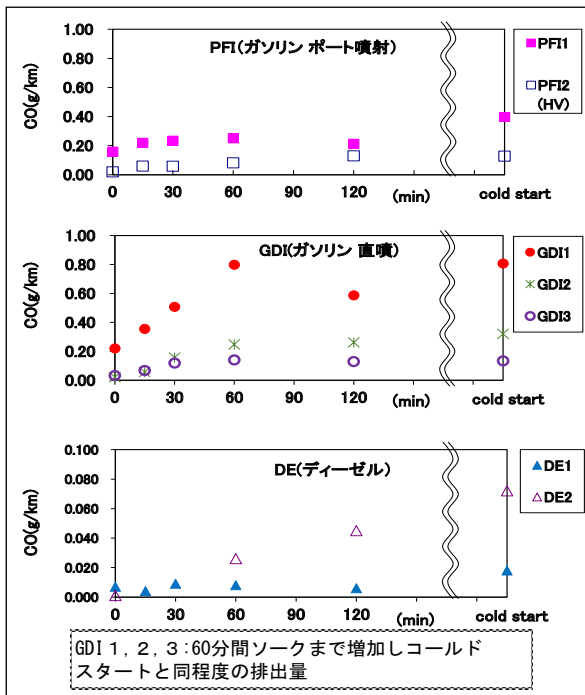 PFI(ガソリン ポート噴射)
CO(g/km)
1.00
0.80
0.60
0.40
0.20
0.00
0 30 60 90 120 (min) cold start
PFI1
PFI2
(HV)
GDI(ガソリン 直噴)
CO(g/km)
1.00
0.80
0.60
0.40
0.20
0.00
0 30 60 90 120 (min) cold start
GDI1
GDI2
GDI3
DE(ディーゼル)
CO(g/km)
0.100
0.080
0.060
0.040
0.020
0.000
0 30 60 90 120 (min) cold start
DE1
DE2
GDI１，２，３:60分間ソークまで増加しコールド
スタートと同程度の排出量